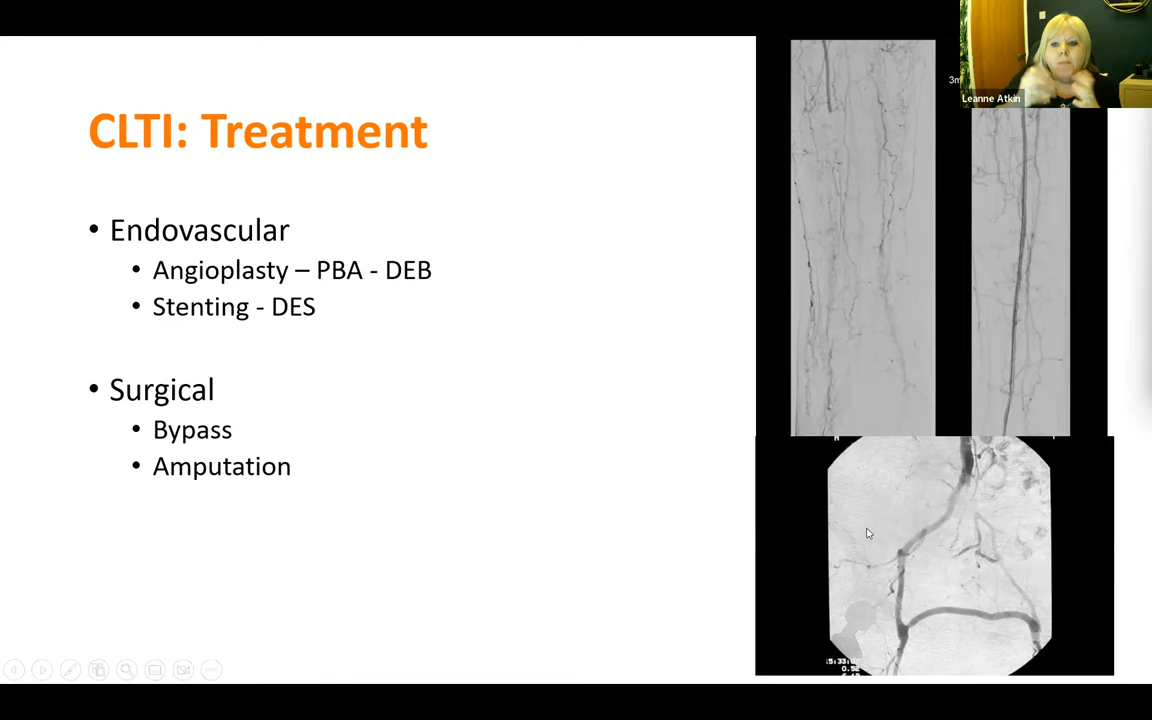 CLTI: Treatment
• Endovascular
• Angioplasty – PBA - DEB
• Stenting - DES
• Surgical
• Bypass
• Amputation
Leanne Atkin